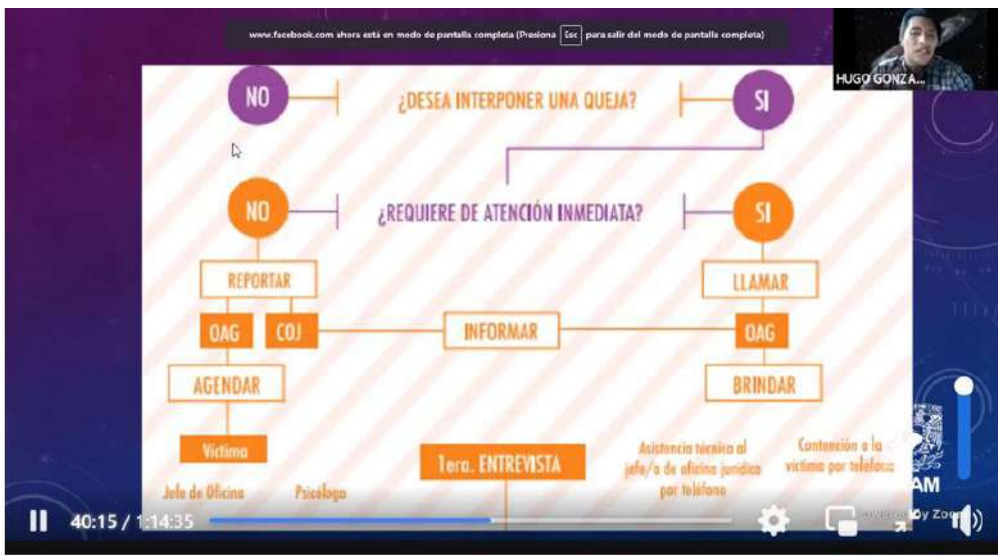 www.facebook.com ahora está en modo de pantalla completa (Presiona Esc para salir del modo de pantalla completa)
HUGO GONZA...
NO
¿DESEA INTERPONER UNA QUEJA?
SI
NO
¿REQUIERE DE ATENCIÓN INMEDIATA?
SI
REPORTAR
LLAMAR
OAG
COJ
INFORMAR
OAG
AGENDAR
BRINDAR
Víctima
1era. ENTREVISTA
Asistencia técnica al
jefe/a de oficina jurídica
por teléfono
Contención a la
víctima por teléfono
Jefe de Oficina
Psicóloga
AM
40:15 / 1:14:35
by Zoo